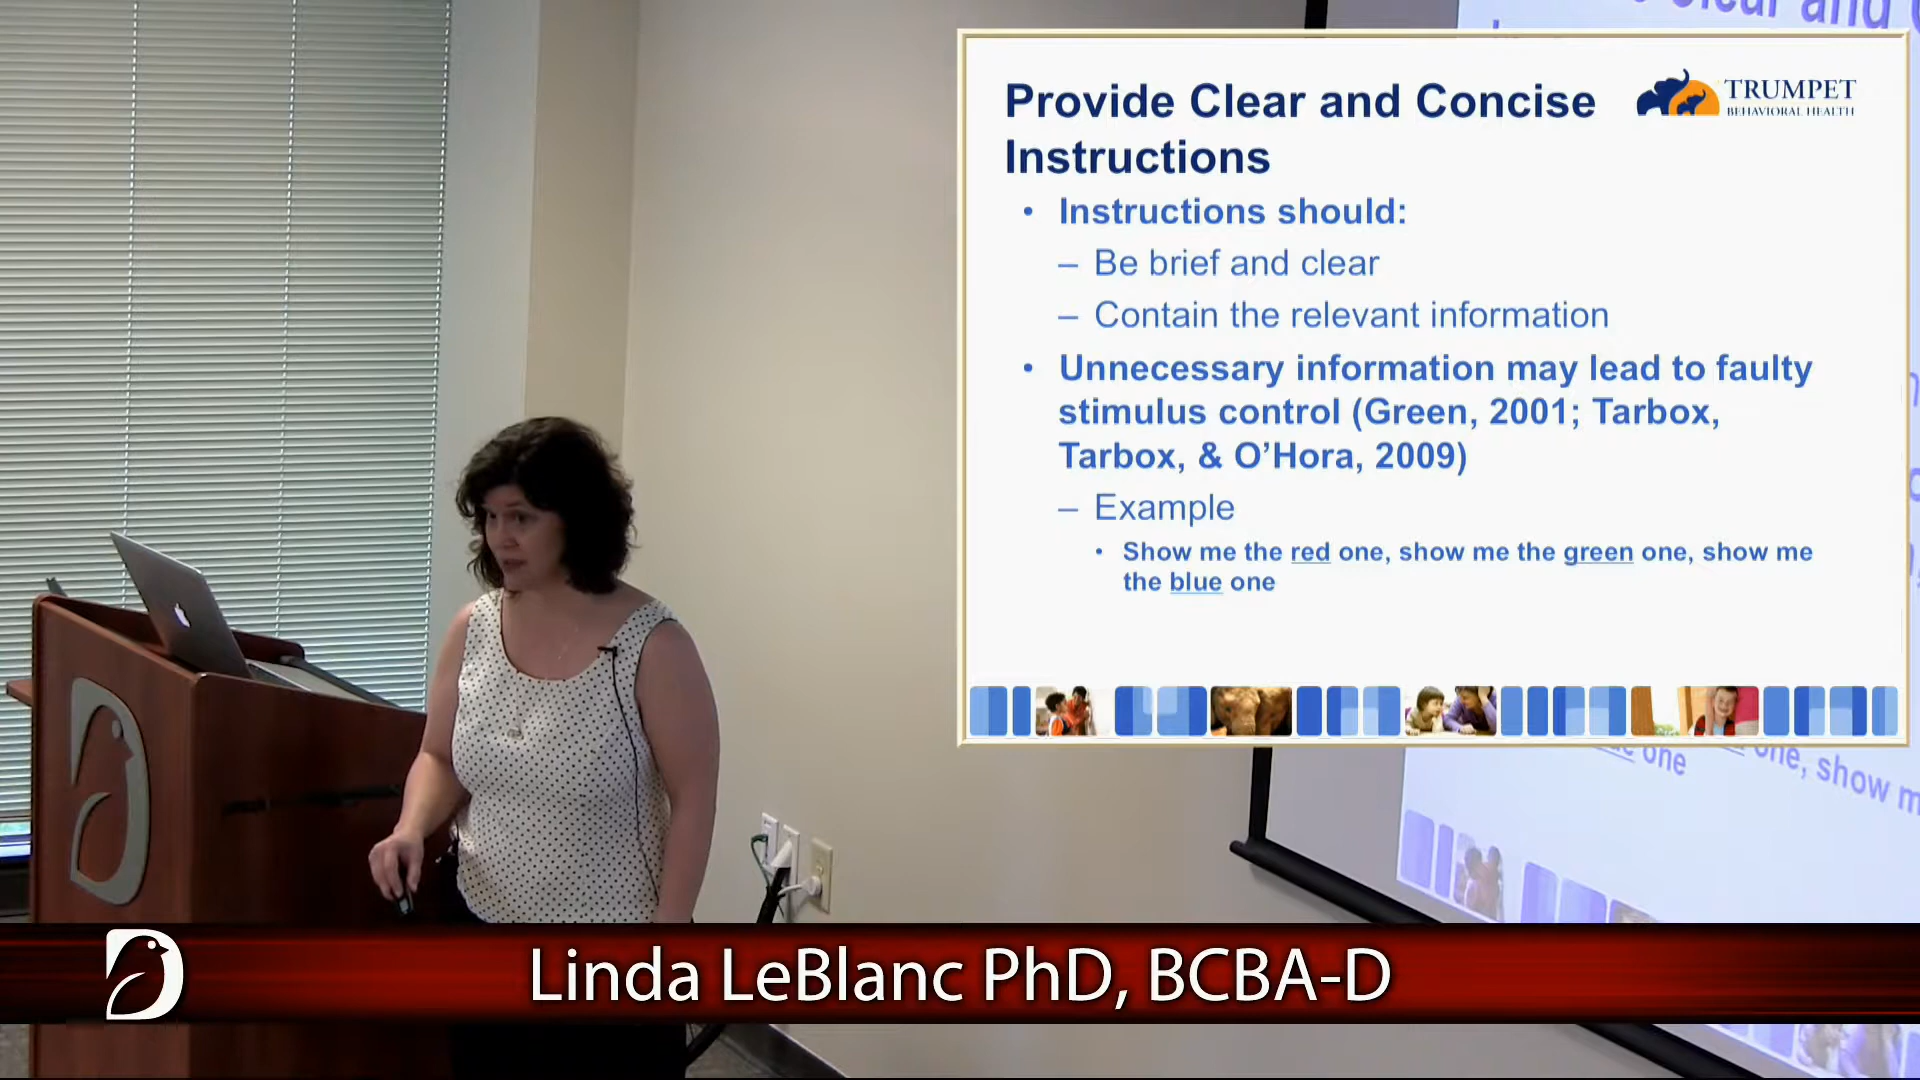 Provide Clear and Concise
Instructions
TRUMPET
BEHAVIORAL HEALTH
• Instructions should:
– Be brief and clear
– Contain the relevant information
• Unnecessary information may lead to faulty
stimulus control (Green, 2001; Tarbox,
Tarbox, & O’Hora, 2009)
– Example
• Show me the red one, show me the green one, show me
the blue one
one
one, show m
Linda LeBlanc PhD, BCBA-D